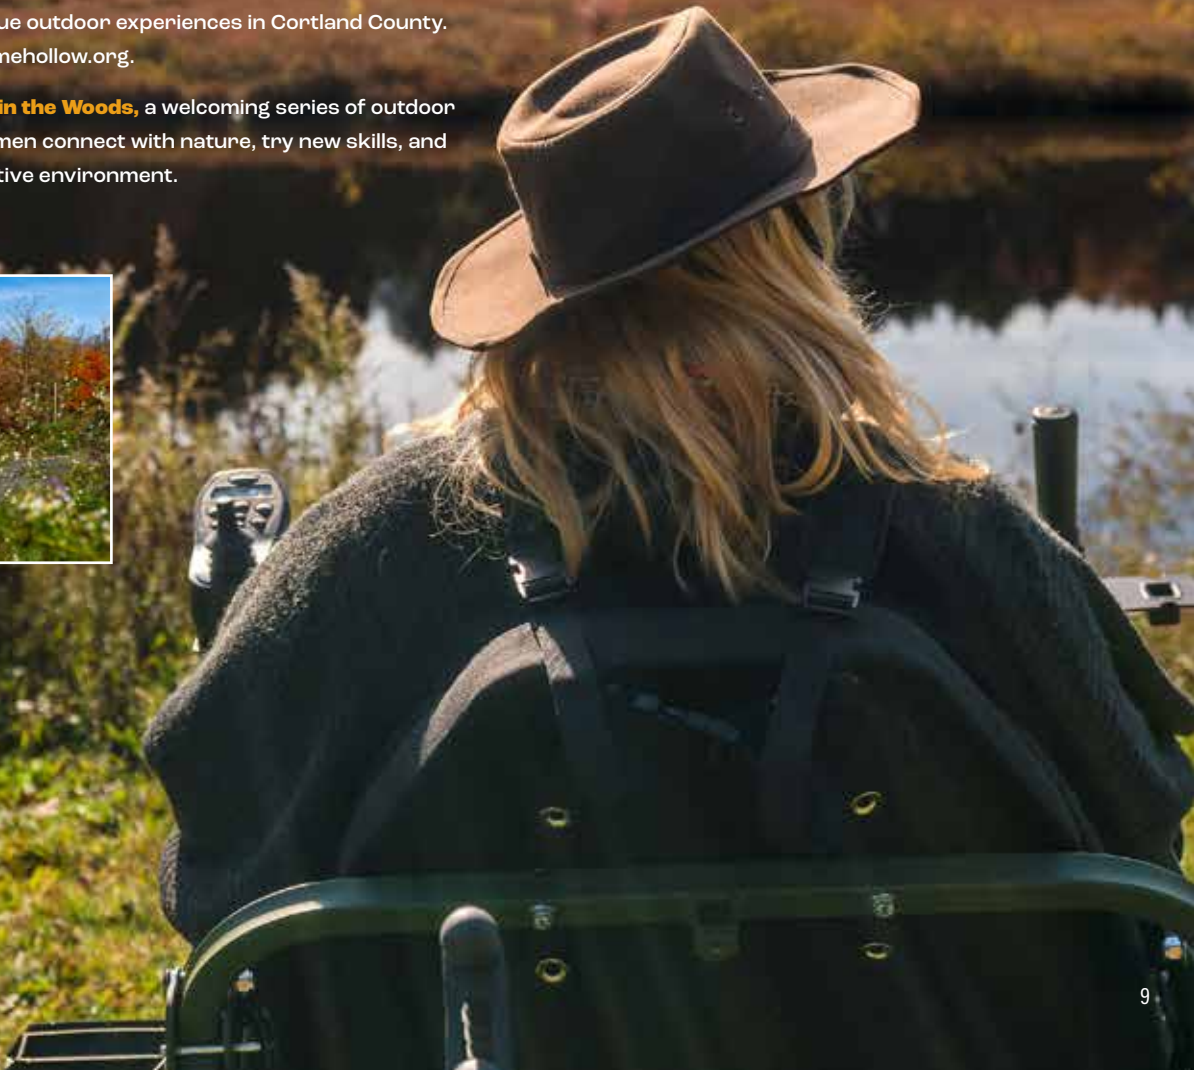 ue outdoor experiences in Cortland County.
mehollow.org.
in the Woods, a welcoming series of outdoor
men connect with nature, try new skills, and
tive environment.
9